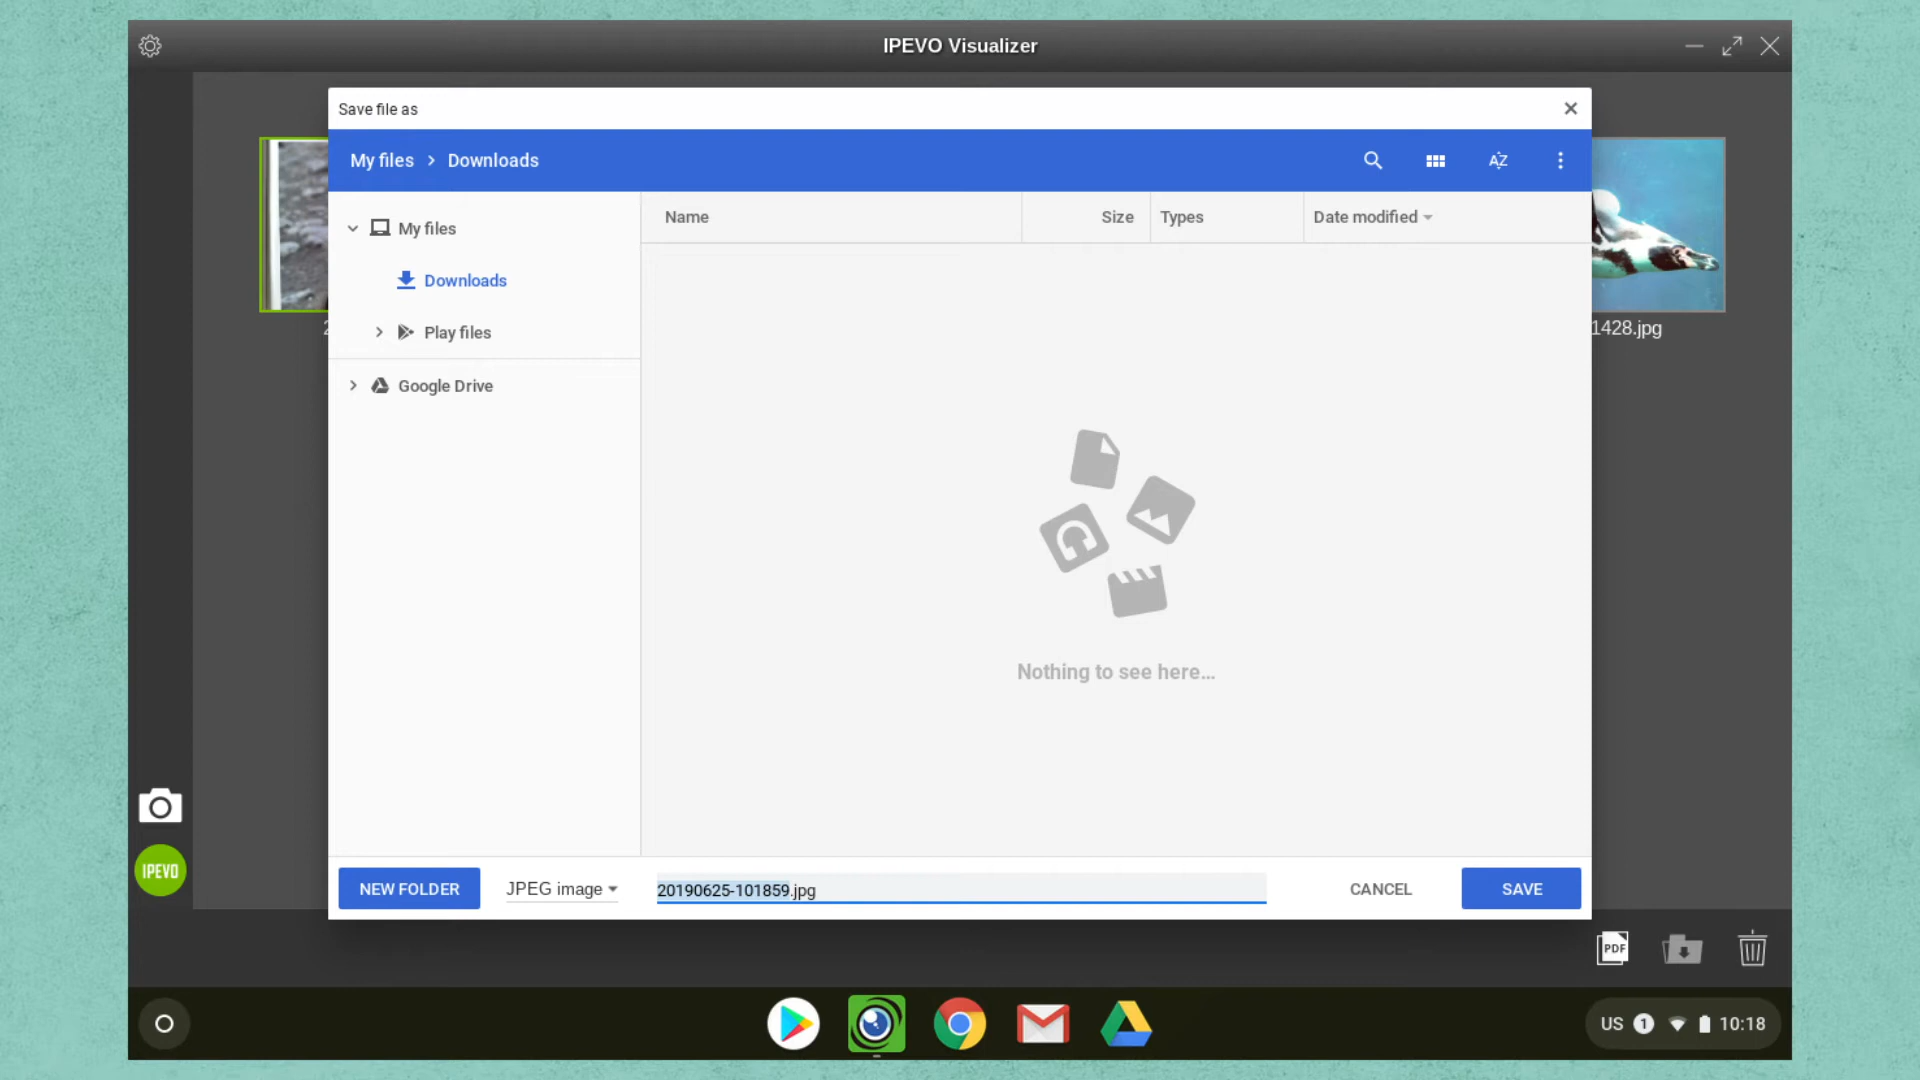 IPEVO Visualizer
Save file as
My files > Downloads
AZ
Name Size Types Date modified
My files
Downloads
Play files
Google Drive
1428.jpg
Nothing to see here...
IPEVO
NEW FOLDER JPEG image 20190625-101859.jpg CANCEL SAVE
PDF
US 1 10:18